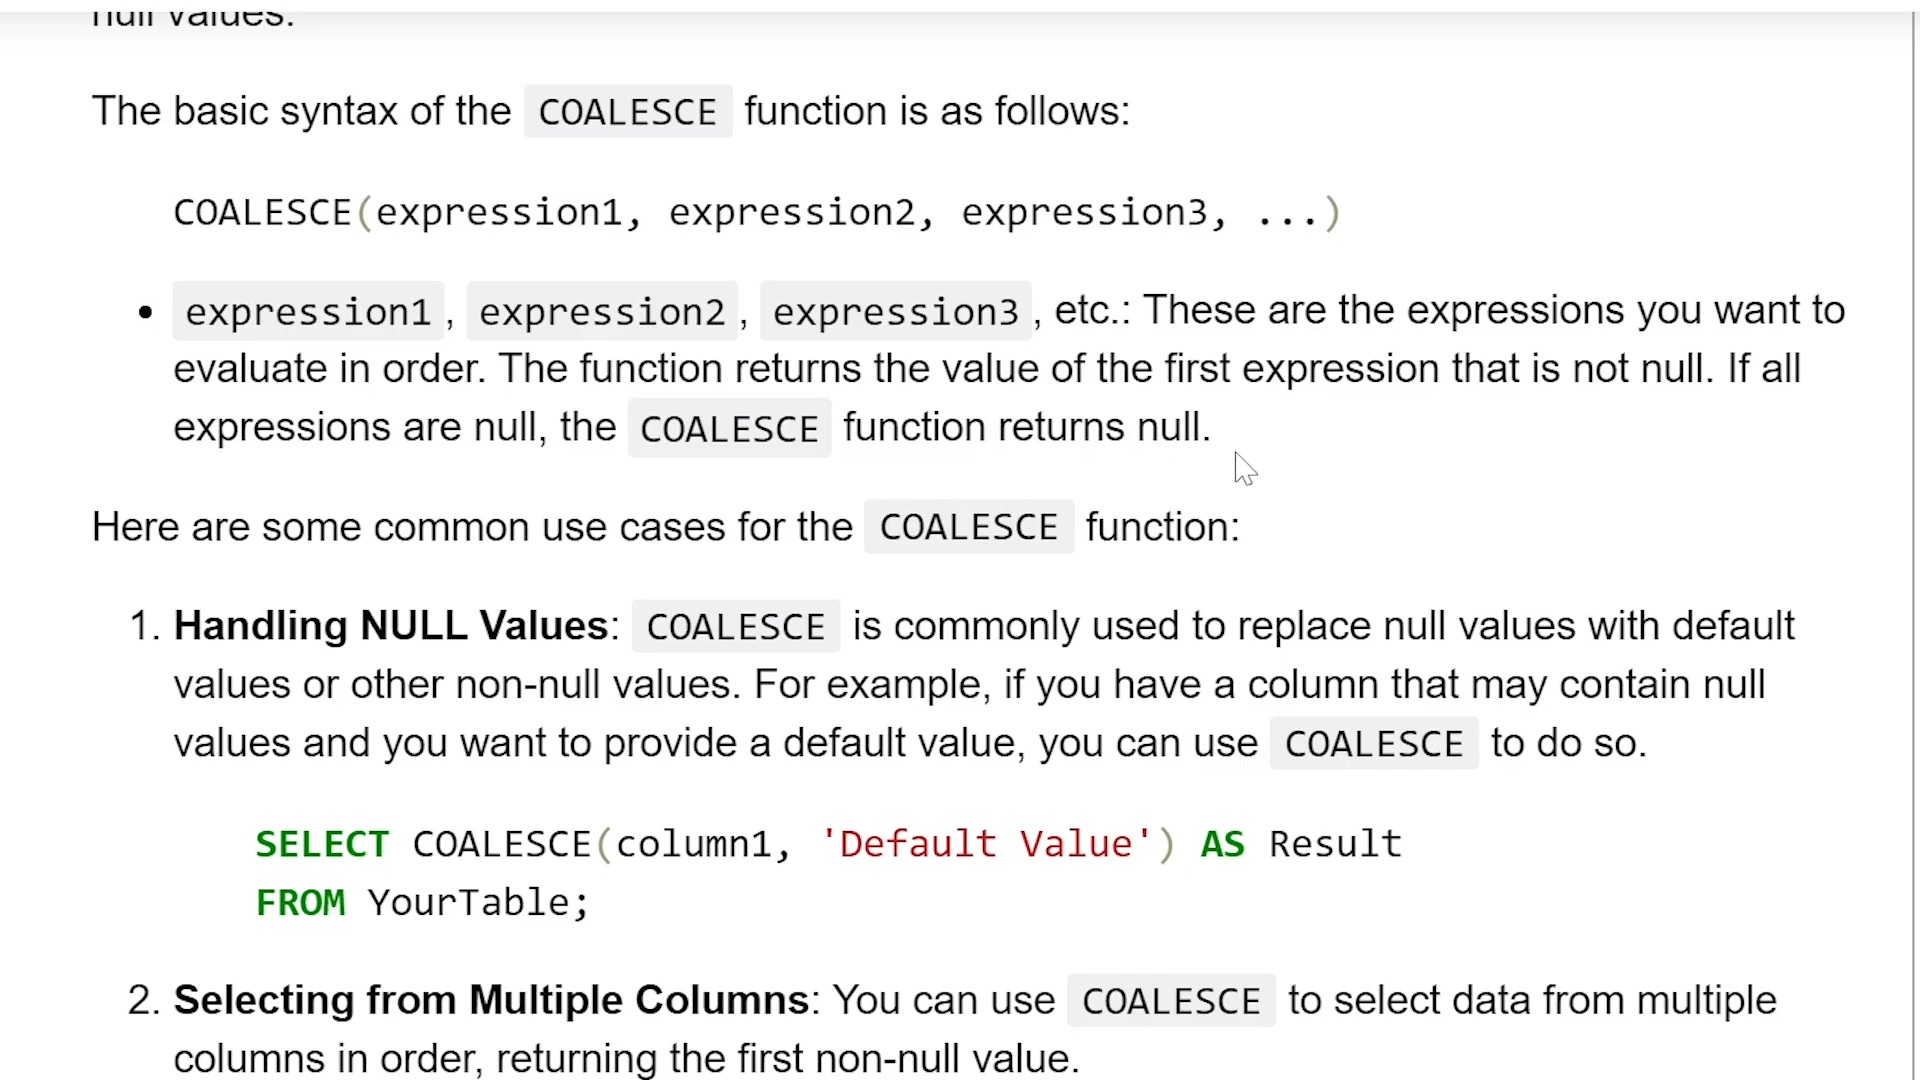 null values.
The basic syntax of the COALESCE function is as follows:
COALESCE(expression1, expression2, expression3, ...)
• expression1, expression2, expression3, etc.: These are the expressions you want to
evaluate in order. The function returns the value of the first expression that is not null. If all
expressions are null, the COALESCE function returns null.
Here are some common use cases for the COALESCE function:
1. Handling NULL Values: COALESCE is commonly used to replace null values with default
values or other non-null values. For example, if you have a column that may contain null
values and you want to provide a default value, you can use COALESCE to do so.
SELECT COALESCE(column1, 'Default Value') AS Result
FROM YourTable;
2. Selecting from Multiple Columns: You can use COALESCE to select data from multiple
columns in order, returning the first non-null value.